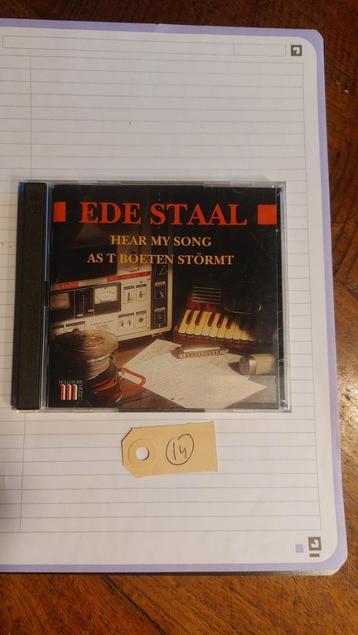 EDE STAAL
HEAR MY SONG
AS T BOETEN STÖRMT
14